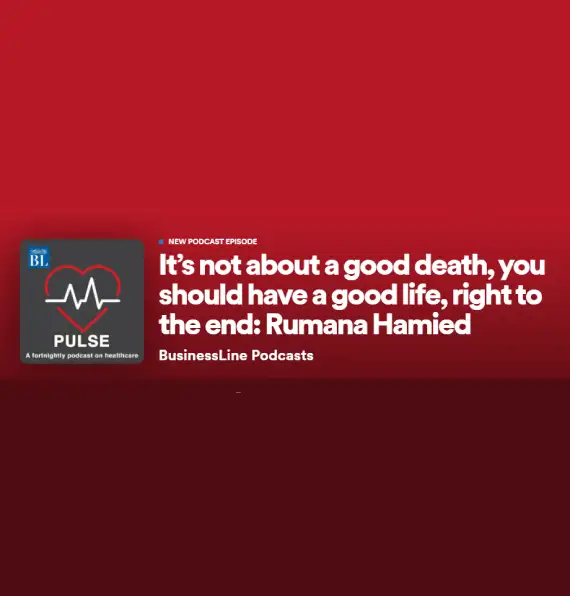 BL
PULSE
A fortnightly podcast on healthcare
NEW PODCAST EPISODE
It’s not about a good death, you
should have a good life, right to
the end: Rumana Hamied
BusinessLine Podcasts